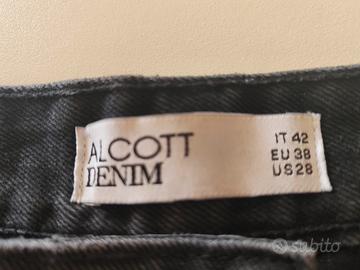 ALCOTT
DENIM
IT 42
EU 38
US 28
subito